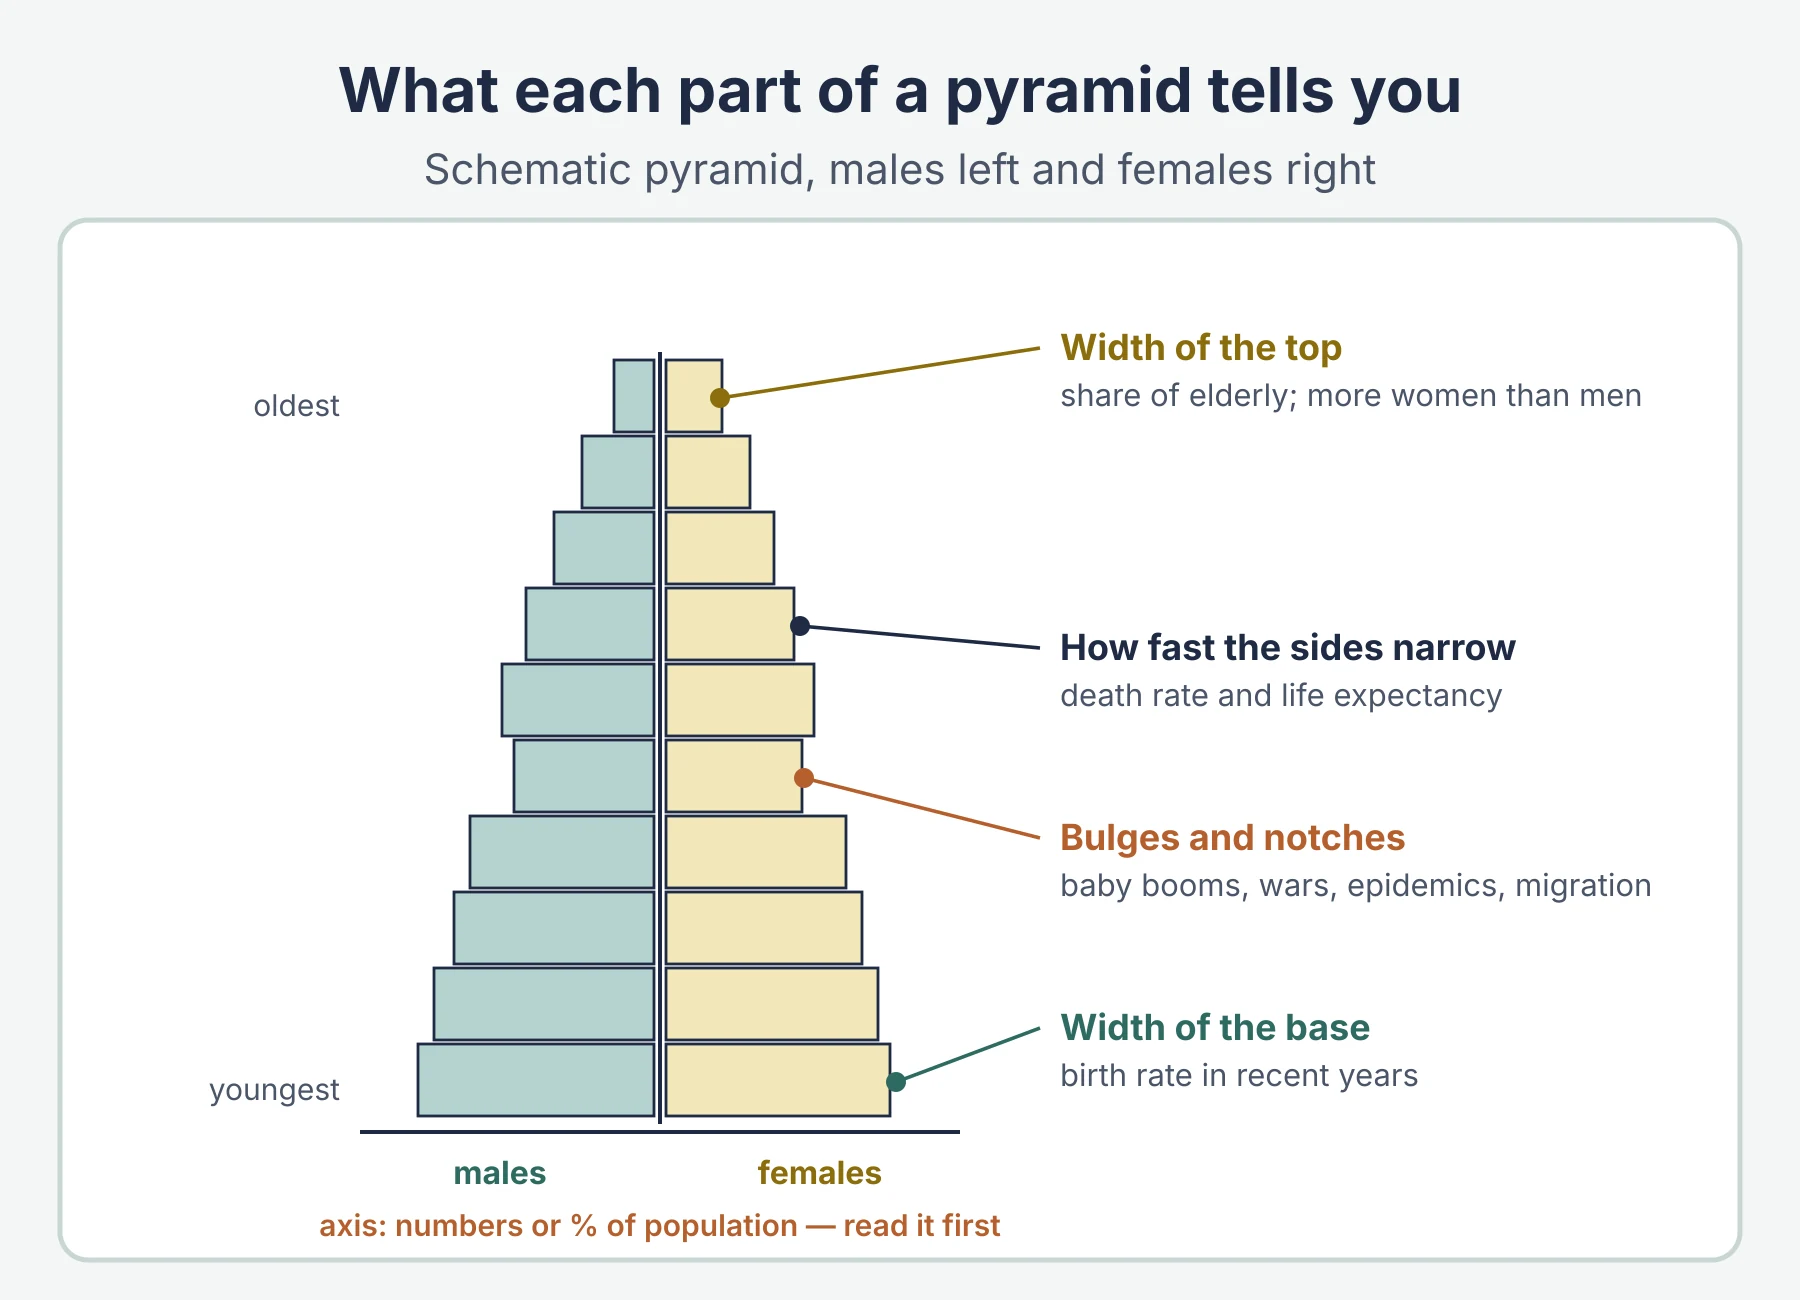 What each part of a pyramid tells you
Schematic pyramid, males left and females right
Width of the top
oldest
share of elderly; more women than men
How fast the sides narrow
death rate and life expectancy
Bulges and notches
baby booms, wars, epidemics, migration
Width of the base
youngest
birth rate in recent years
males
females
axis: numbers or % of population — read it first